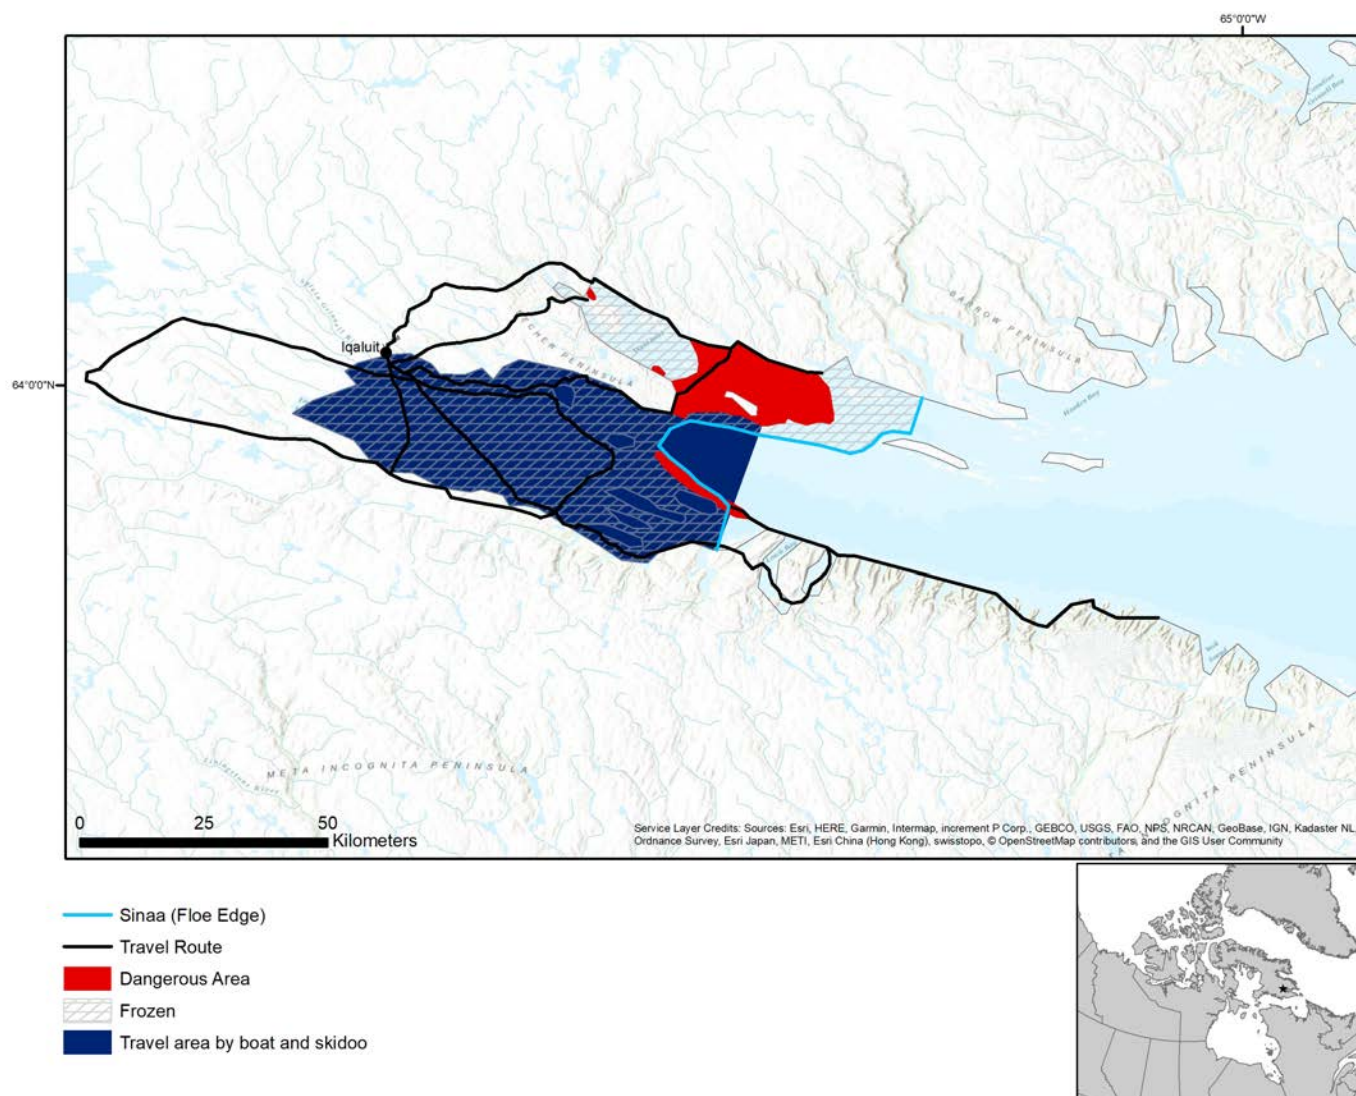 65°0'0"W
BARROW PENINSULA
Iqaluit
64°0'0"N
PENINSULA
META INCOGNITA PENINSULA
PENINSULA
0 25 50
Kilometers
Service Layer Credits: Sources: Esri, HERE, Garmin, Intermap, increment P Corp., GEBCO, USGS, FAO, NPS, NRCAN, GeoBase, IGN, Kadaster NL,
Ordnance Survey, Esri Japan, METI, Esri China (Hong Kong), swisstopo, © OpenStreetMap contributors, and the GIS User Community
Sinaa (Floe Edge)
Travel Route
Dangerous Area
Frozen
Travel area by boat and skidoo